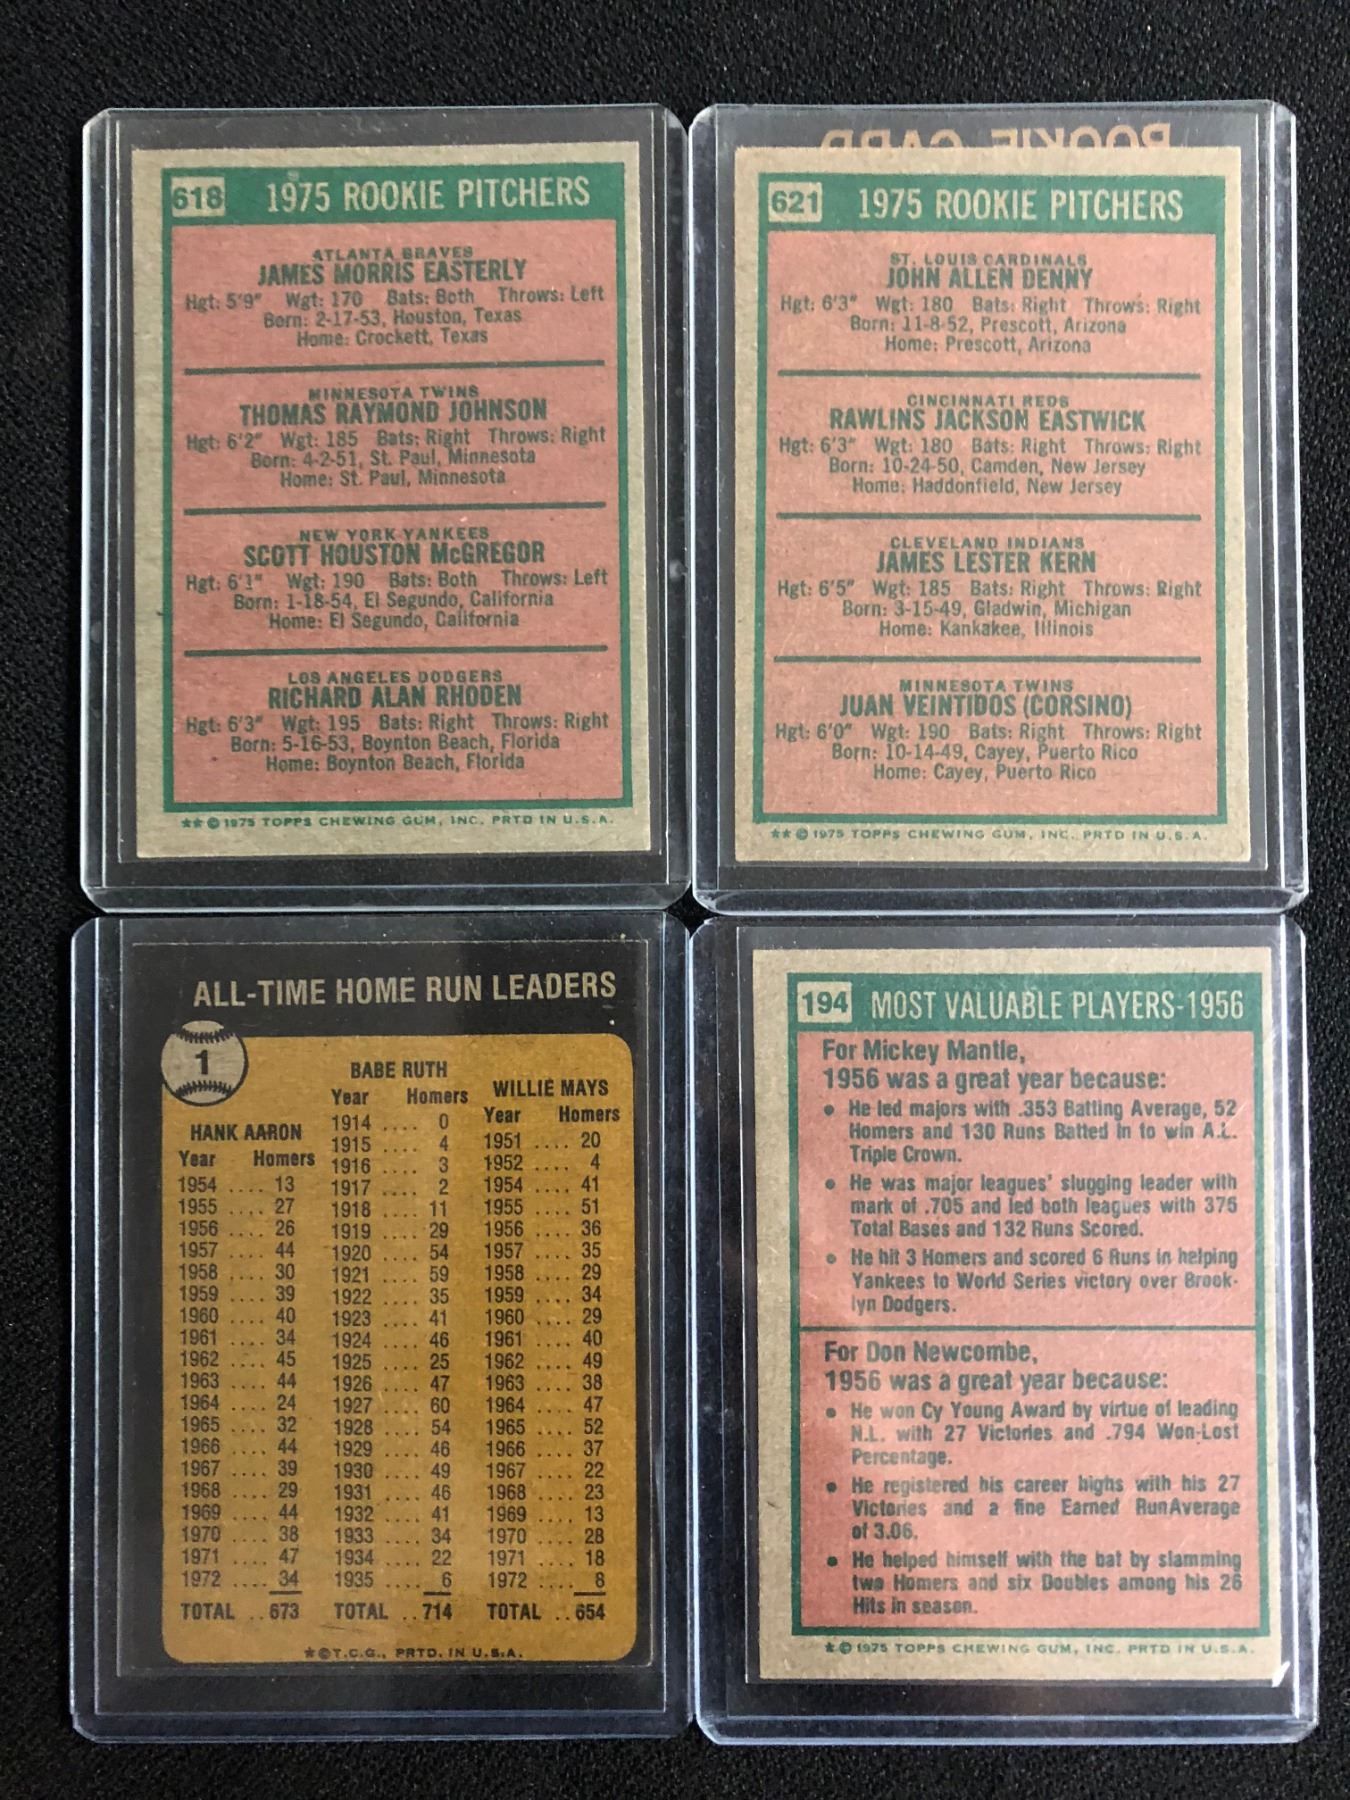 618 1975 ROOKIE PITCHERS
ATLANTA BRAVES
JAMES MORRIS EASTERLY
Hgt: 5'9" Wgt: 170 Bats: Both Throws: Left
Born: 2-17-53, Houston, Texas
Home: Crockett, Texas
MINNESOTA TWINS
THOMAS RAYMOND JOHNSON
Hgt: 6'2" Wgt: 185 Bats: Right Throws: Right
Born: 4-2-51, St. Paul, Minnesota
Home: St. Paul, Minnesota
NEW YORK YANKEES
SCOTT HOUSTON McGREGOR
Hgt: 6'1" Wgt: 190 Bats: Both Throws: Left
Born: 1-18-54, El Segundo, California
Home: El Segundo, California
LOS ANGELES DODGERS
RICHARD ALAN RHODEN
Hgt: 6'3" Wgt: 195 Bats: Right Throws: Right
Born: 5-16-53, Boynton Beach, Florida
Home: Boynton Beach, Florida
★★©1975 TOPPS CHEWING GUM, INC. PRTD IN U.S.A.
ROOKIE CARD
621 1975 ROOKIE PITCHERS
ST. LOUIS CARDINALS
JOHN ALLEN DENNY
Hgt: 6'3" Wgt: 180 Bats: Right Throws: Right
Born: 11-8-52, Prescott, Arizona
Home: Prescott, Arizona
CINCINNATI REDS
RAWLINS JACKSON EASTWICK
Hgt: 6'3" Wgt: 180 Bats: Right Throws: Right
Born: 10-24-50, Camden, New Jersey
Home: Haddonfield, New Jersey
CLEVELAND INDIANS
JAMES LESTER KERN
Hgt: 6'5" Wgt: 185 Bats: Right Throws: Right
Born: 3-15-49, Gladwin, Michigan
Home: Kankakee, Illinois
MINNESOTA TWINS
JUAN VEINTIDOS (CORSINO)
Hgt: 6'0" Wgt: 190 Bats: Right Throws: Right
Born: 10-14-49, Cayey, Puerto Rico
Home: Cayey, Puerto Rico
★★©1975 TOPPS CHEWING GUM, INC. PRTD IN U.S.A.
ALL-TIME HOME RUN LEADERS
1
HANK AARON
Year Homers
1954 .... 13
1955 .... 27
1956 .... 26
1957 .... 44
1958 .... 30
1959 .... 39
1960 .... 40
1961 .... 34
1962 .... 45
1963 .... 44
1964 .... 24
1965 .... 32
1966 .... 44
1967 .... 39
1968 .... 29
1969 .... 44
1970 .... 38
1971 .... 47
1972 .... 34
TOTAL .. 673
BABE RUTH
Year Homers
1914 .... 0
1915 .... 4
1916 .... 3
1917 .... 2
1918 .... 11
1919 .... 29
1920 .... 54
1921 .... 59
1922 .... 35
1923 .... 41
1924 .... 46
1925 .... 25
1926 .... 47
1927 .... 60
1928 .... 54
1929 .... 46
1930 .... 49
1931 .... 46
1932 .... 41
1933 .... 34
1934 .... 22
1935 .... 6
TOTAL .. 714
WILLIE MAYS
Year Homers
1951 .... 20
1952 .... 4
1954 .... 41
1955 .... 51
1956 .... 36
1957 .... 35
1958 .... 29
1959 .... 34
1960 .... 29
1961 .... 40
1962 .... 49
1963 .... 38
1964 .... 47
1965 .... 52
1966 .... 37
1967 .... 22
1968 .... 23
1969 .... 13
1970 .... 28
1971 .... 18
1972 .... 8
TOTAL .. 654
★©T.C.G., PRTD. IN U.S.A.
194 MOST VALUABLE PLAYERS-1956
For Mickey Mantle,
1956 was a great year because:
• He led majors with .353 Batting Average, 52
Homers and 130 Runs Batted In to win A.L.
Triple Crown.
• He was major leagues' slugging leader with
mark of .705 and led both leagues with 375
Total Bases and 132 Runs Scored.
• He hit 3 Homers and scored 6 Runs in helping
Yankees to World Series victory over Brook-
lyn Dodgers.
For Don Newcombe,
1956 was a great year because:
• He won Cy Young Award by virtue of leading
N.L. with 27 Victories and .794 Won-Lost
Percentage.
• He registered his career highs with his 27
Victories and a fine Earned RunAverage
of 3.06.
• He helped himself with the bat by slamming
two Homers and six Doubles among his 26
Hits in season.
★©1975 TOPPS CHEWING GUM, INC. PRTD IN U.S.A.